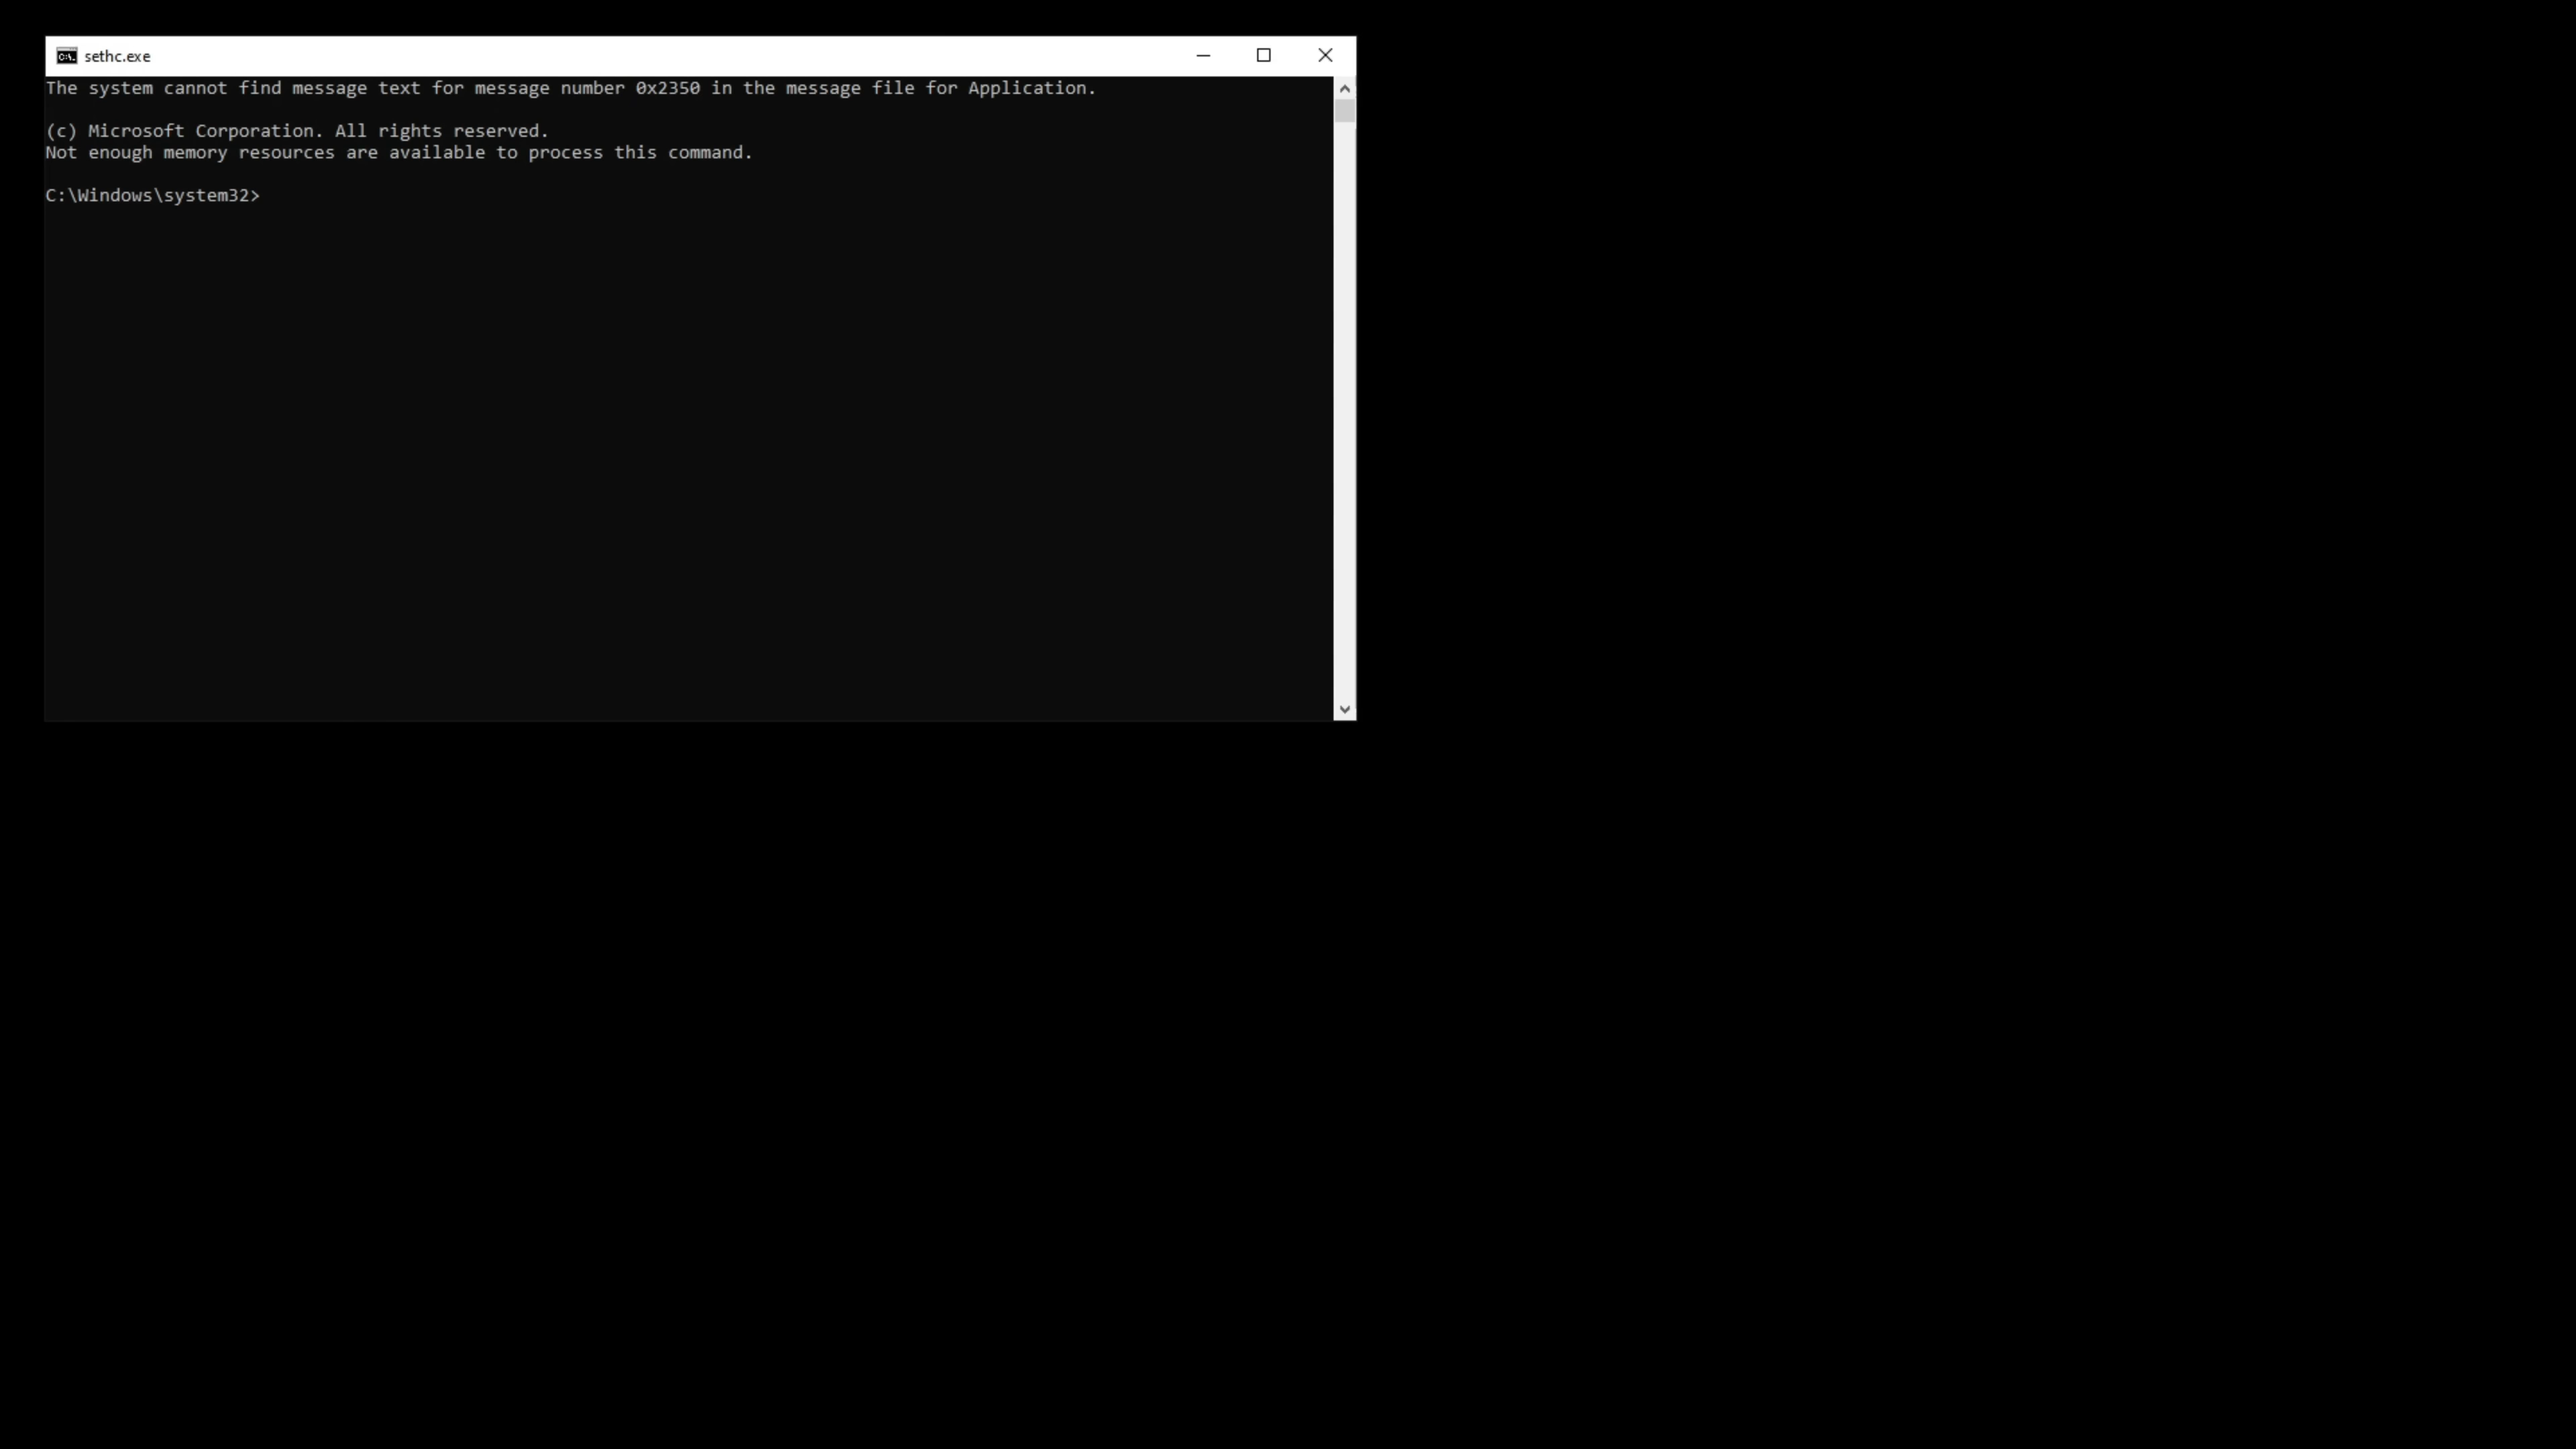 sethc.exe
The system cannot find message text for message number 0x2350 in the message file for Application.
(c) Microsoft Corporation. All rights reserved.
Not enough memory resources are available to process this command.
C:\Windows\system32>